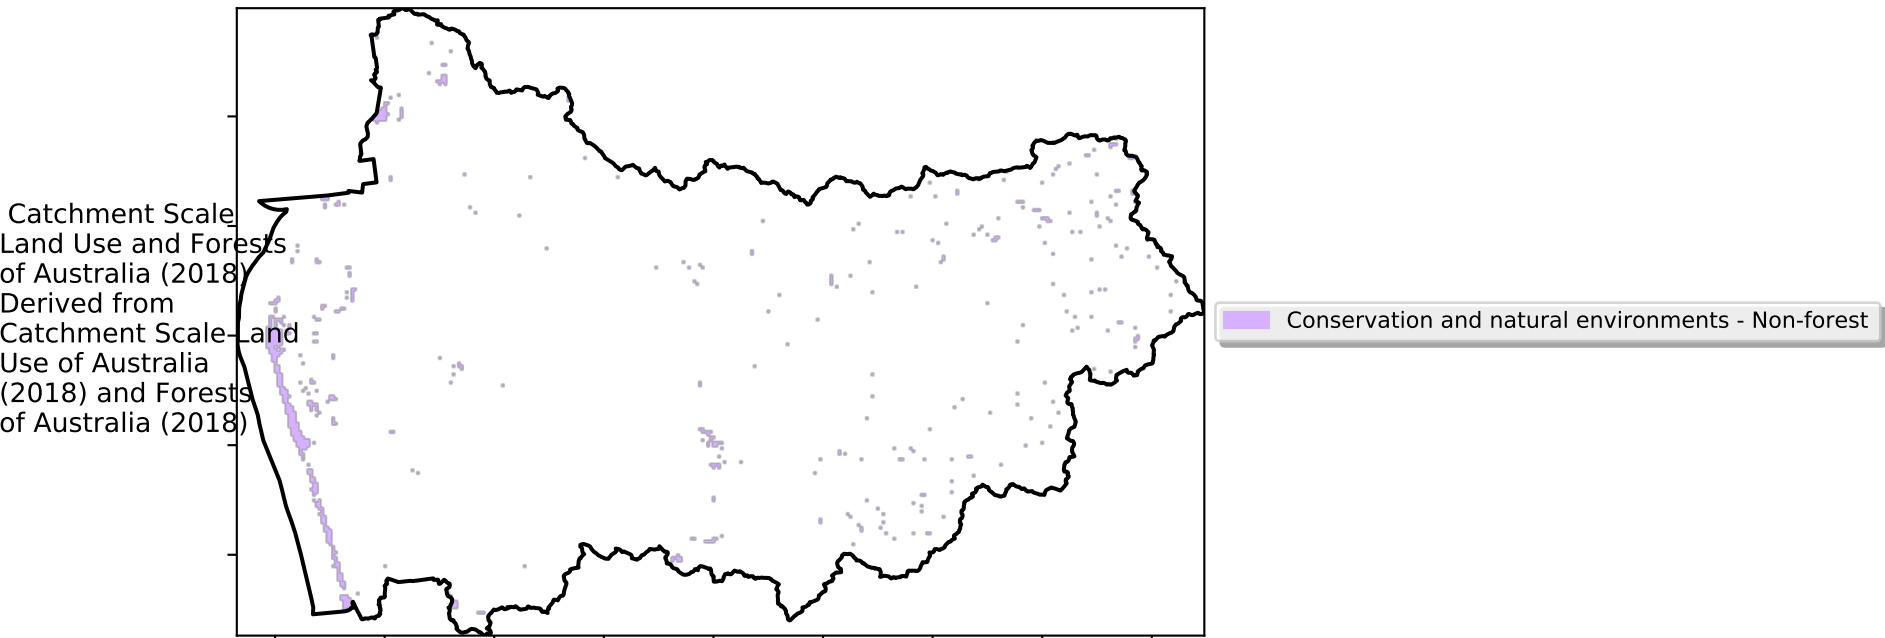 Catchment Scale
Land Use and Forests
of Australia (2018)
Derived from
Catchment Scale Land
Use of Australia
(2018) and Forests
of Australia (2018)
Conservation and natural environments - Non-forest